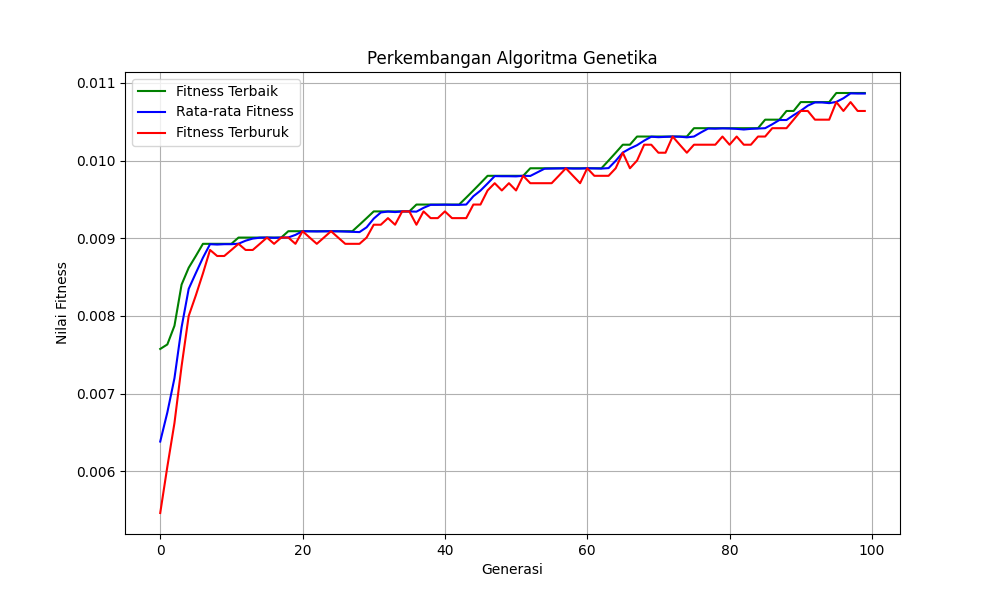 Perkembangan Algoritma Genetika
Fitness Terbaik
Rata-rata Fitness
Fitness Terburuk
0.011
0.010
0.009
0.008
0.007
0.006
Nilai Fitness
0 20 40 60 80 100
Generasi